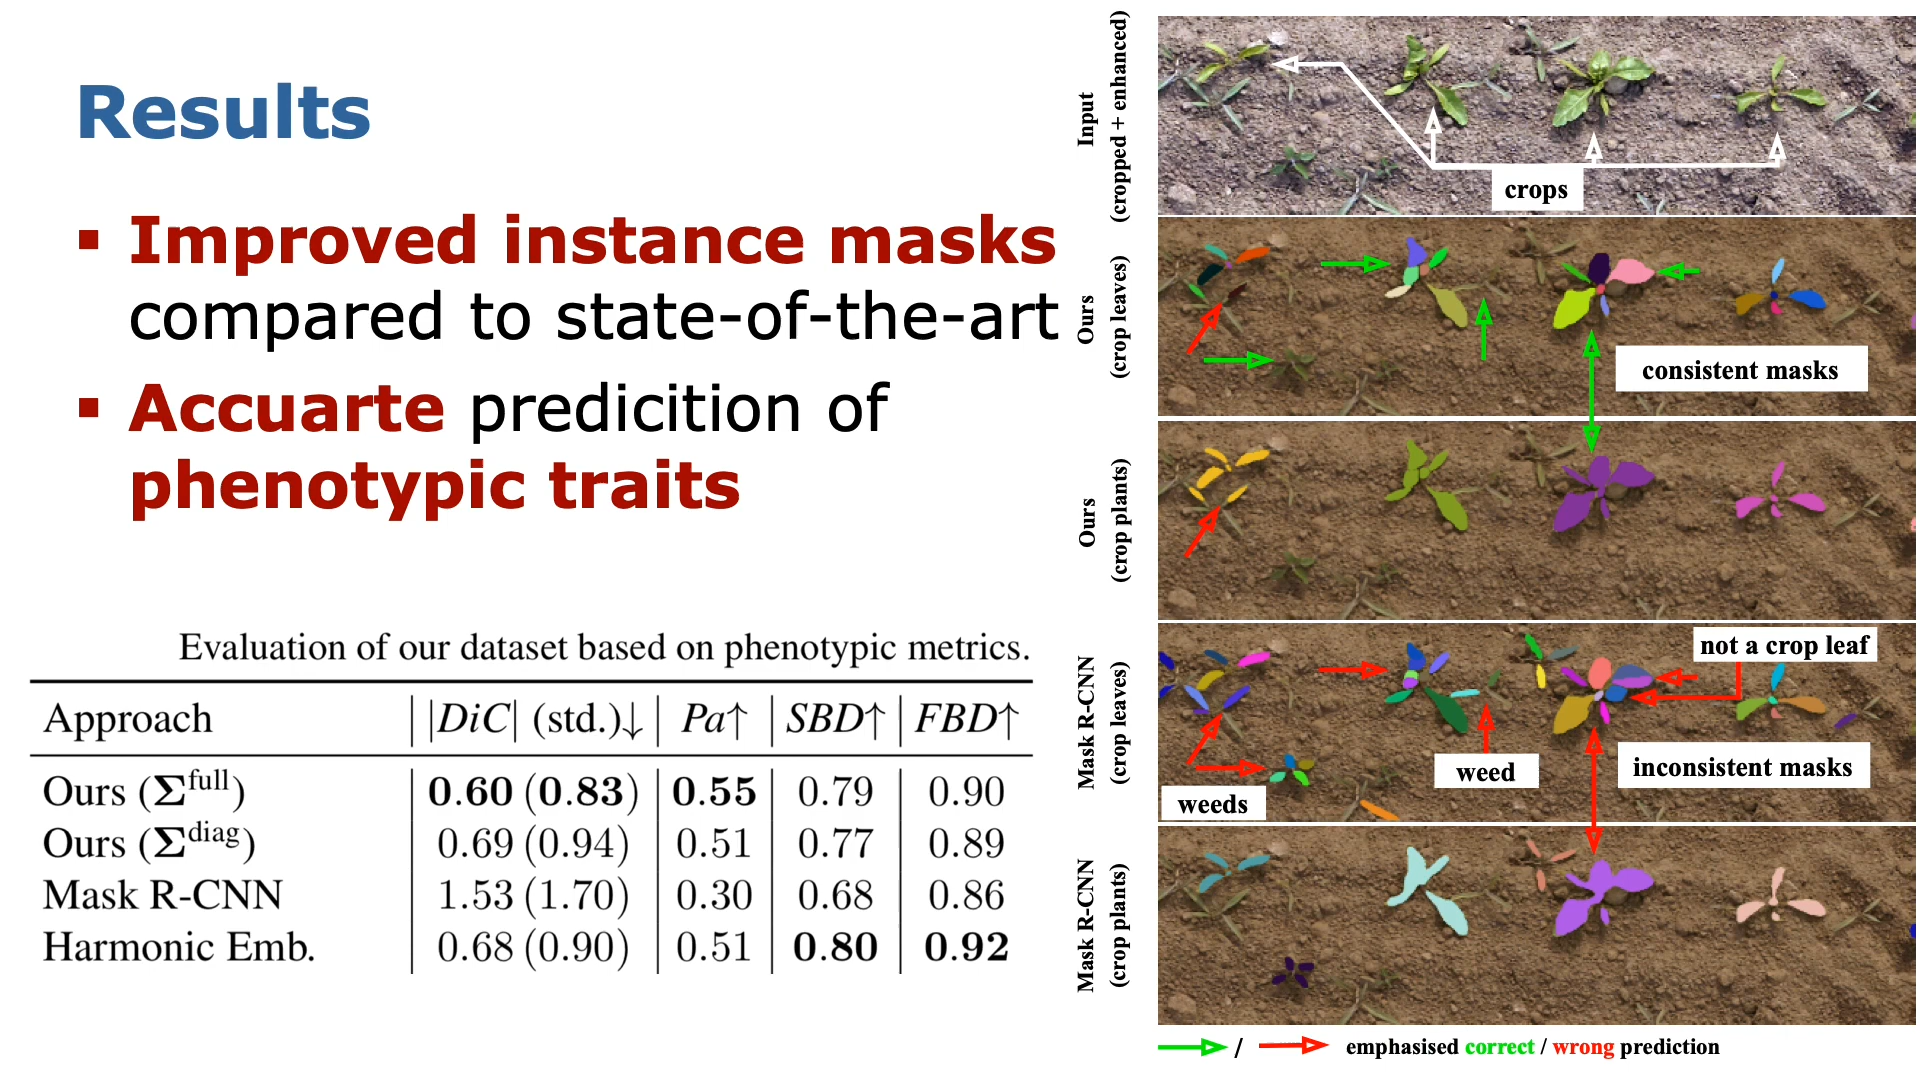 Results
▪ Improved instance masks
compared to state-of-the-art
▪ Accuarte predicition of
phenotypic traits
Evaluation of our dataset based on phenotypic metrics.
Approach | |DiC| (std.)↓ | Pa↑ | SBD↑ | FBD↑
Ours (Σ^full) | 0.60 (0.83) | 0.55 | 0.79 | 0.90
Ours (Σ^diag) | 0.69 (0.94) | 0.51 | 0.77 | 0.89
Mask R-CNN | 1.53 (1.70) | 0.30 | 0.68 | 0.86
Harmonic Emb. | 0.68 (0.90) | 0.51 | 0.80 | 0.92
Input
(cropped + enhanced)
crops
Ours
(crop leaves)
consistent masks
Ours
(crop plants)
Mask R-CNN
(crop leaves)
not a crop leaf
weed
inconsistent masks
weeds
Mask R-CNN
(crop plants)
/ emphasised correct / wrong prediction